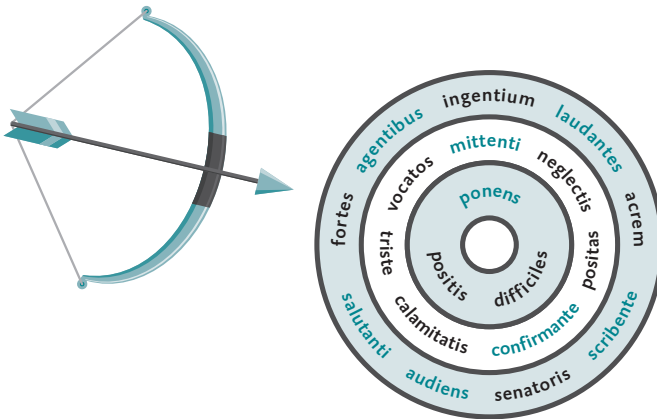 ingentium
laudantes
acrem
scribente
senatoris
audiens
salutanti
fortes
agentibus
mittenti
neglectis
positas
confirmante
calamitatis
triste
vocatos
ponens
difficiles
positis